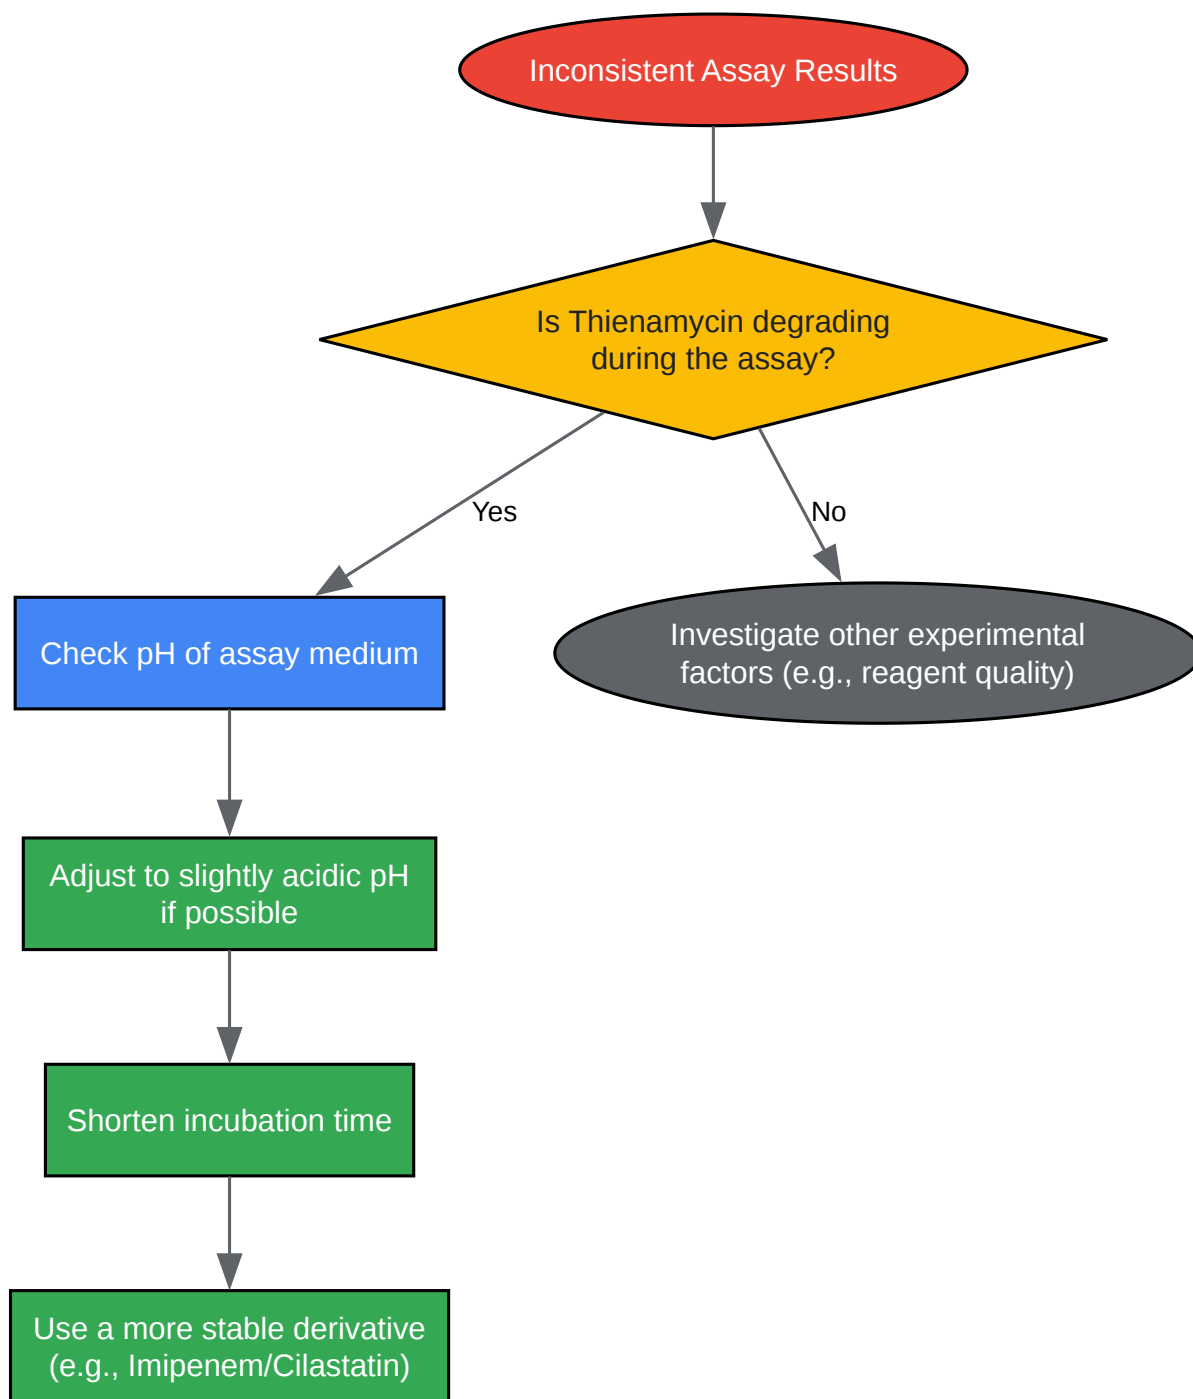 Inconsistent Assay Results
Is Thienamycin degrading
during the assay?
Yes
No
Check pH of assay medium
Investigate other experimental
factors (e.g., reagent quality)
Adjust to slightly acidic pH
if possible
Shorten incubation time
Use a more stable derivative
(e.g., Imipenem/Cilastatin)